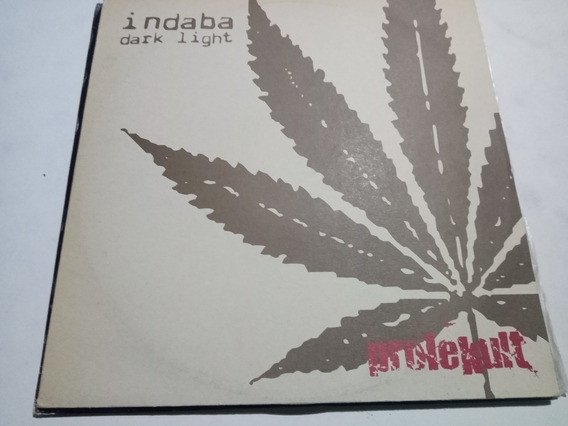 indaba
dark light
prolekult